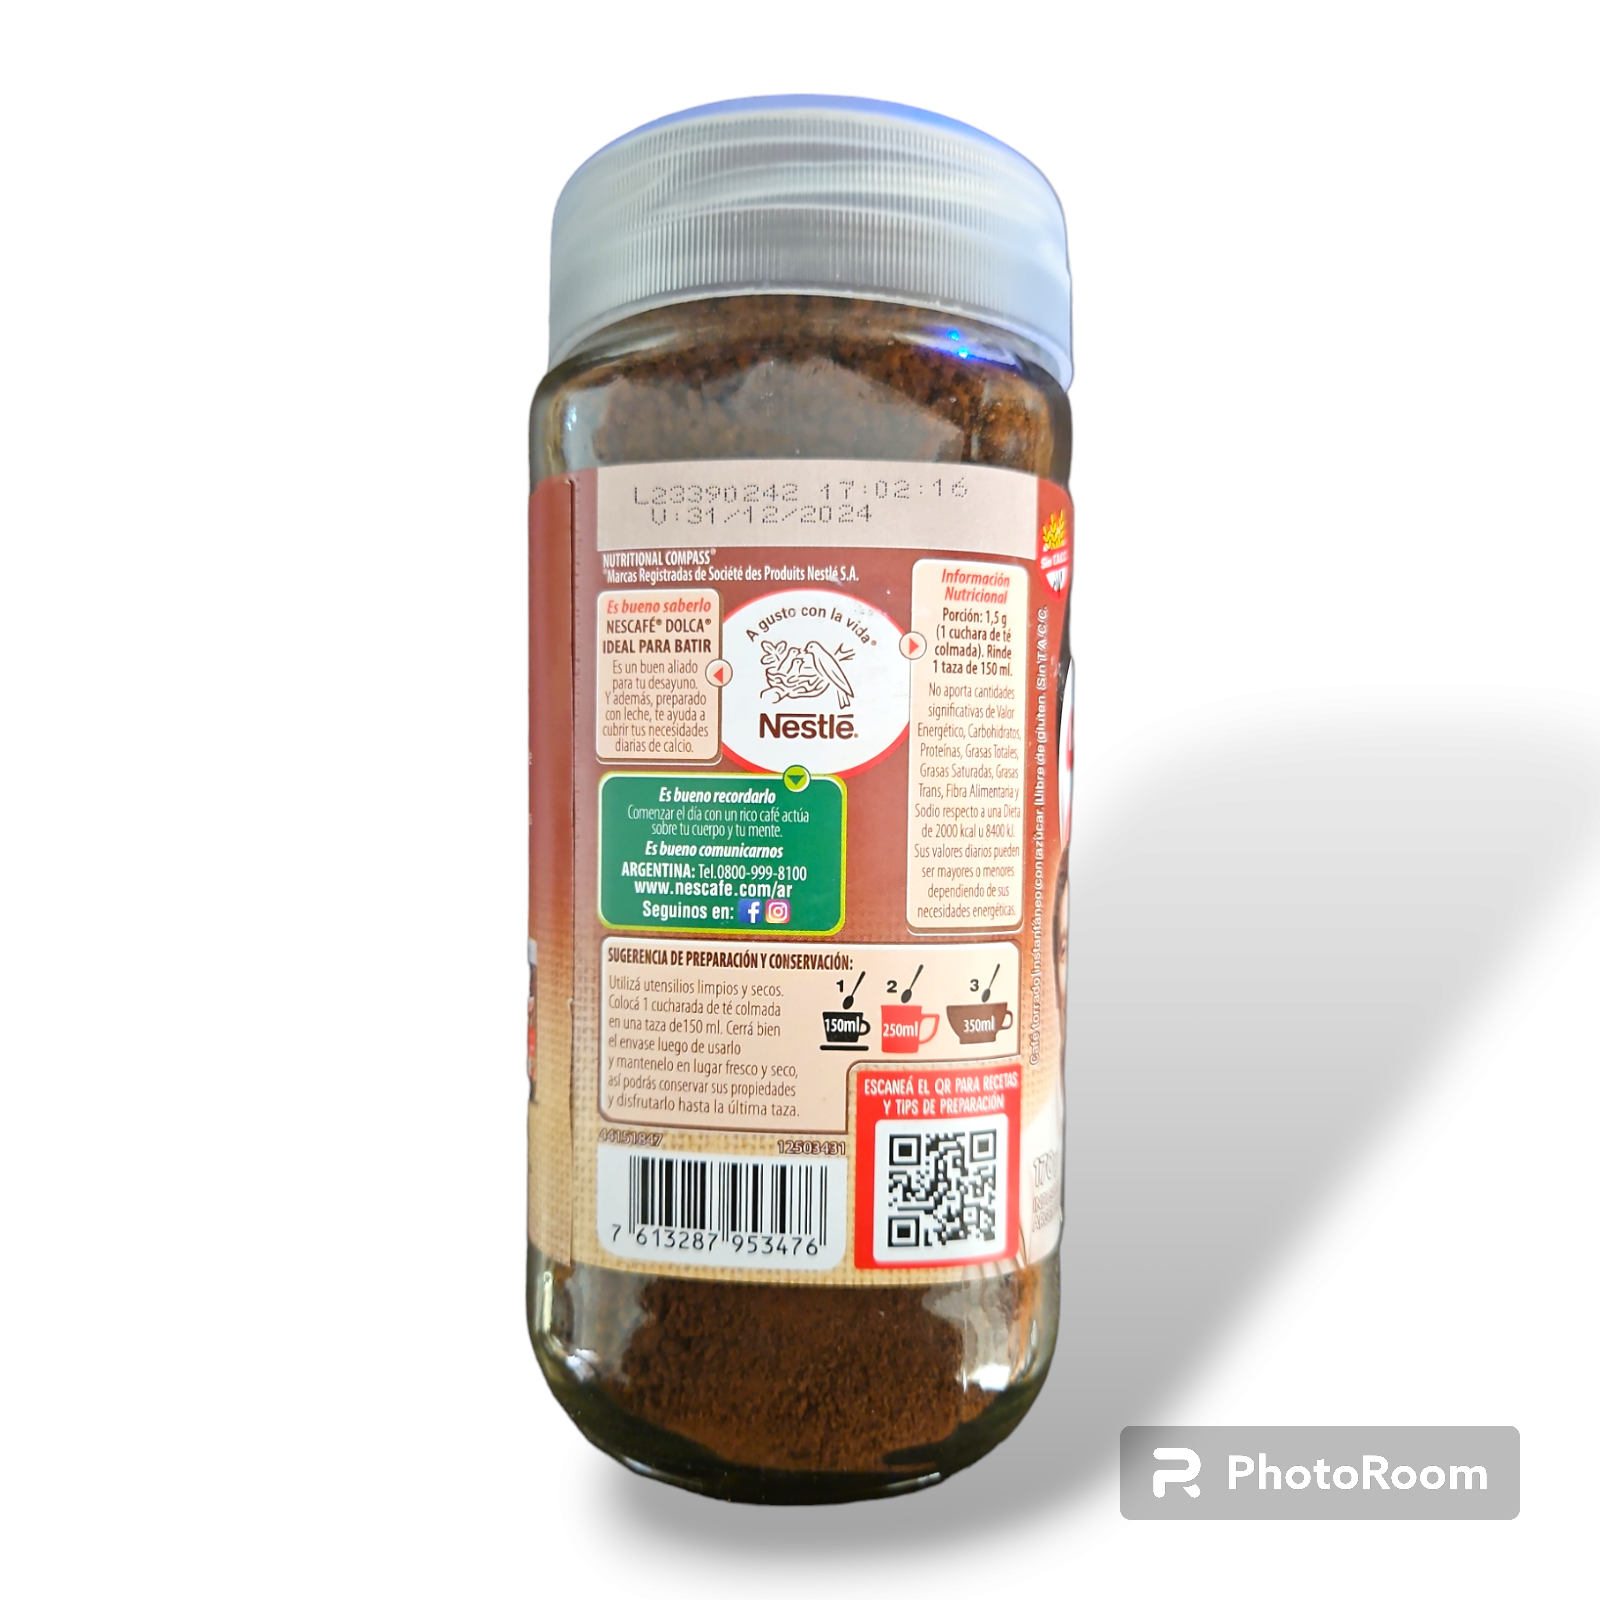 L23390242 17:02:16
V:31/12/2024
NUTRITIONAL COMPASS®
®Marcas Registradas de Société des Produits Nestlé S.A.
Es bueno saberlo
NESCAFÉ® DOLCA®
IDEAL PARA BATIR
Es un buen aliado
para tu desayuno.
Y además, preparado
con leche, te ayuda a
cubrir tus necesidades
diarias de calcio.
A gusto con la vida®
Nestlé®
Información
Nutricional
Porción: 1,5 g
(1 cuchara de té
colmada). Rinde
1 taza de 150 ml.
No aporta cantidades
significativas de Valor
Energético, Carbohidratos,
Proteínas, Grasas Totales,
Grasas Saturadas, Grasas
Trans, Fibra Alimentaria y
Sodio respecto a una Dieta
de 2000 kcal u 8400 kJ.
Sus valores diarios pueden
ser mayores o menores
dependiendo de sus
necesidades energéticas.
Es bueno recordarlo
Comenzar el día con un rico café actúa
sobre tu cuerpo y tu mente.
Es bueno comunicarnos
ARGENTINA: Tel.0800-999-8100
www.nescafe.com/ar
Seguinos en:
SUGERENCIA DE PREPARACIÓN Y CONSERVACIÓN:
Utilizá utensilios limpios y secos.
Colocá 1 cucharada de té colmada
en una taza de150 ml. Cerrá bien
el envase luego de usarlo
y mantenelo en lugar fresco y seco,
así podrás conservar sus propiedades
y disfrutarlo hasta la última taza.
1 2 3
150ml 250ml 350ml
ESCANEÁ EL QR PARA RECETAS
Y TIPS DE PREPARACIÓN
44151847
12503431
7 613287 953476
Sin TACC
Café torrado instantáneo con azúcar. Libre de gluten. (Sin T.A.C.C.)
170
PhotoRoom